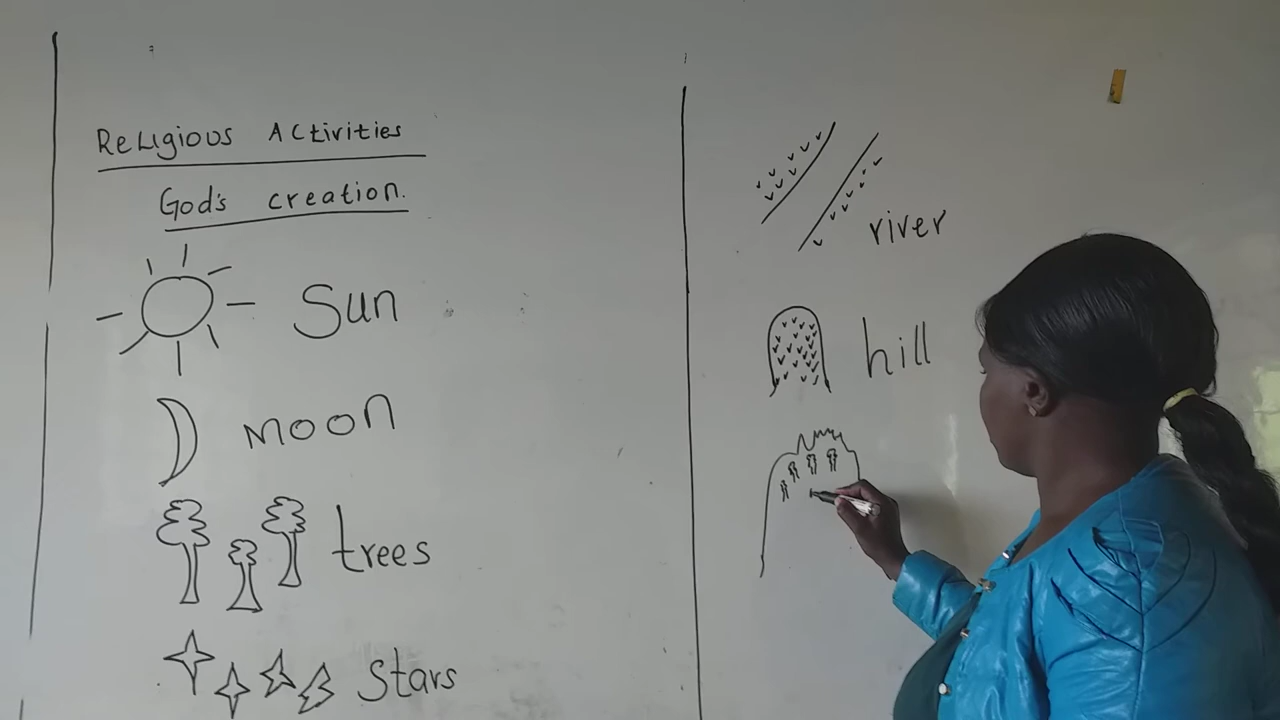 Religious Activities
God's creation.
Sun
moon
trees
stars
river
hill